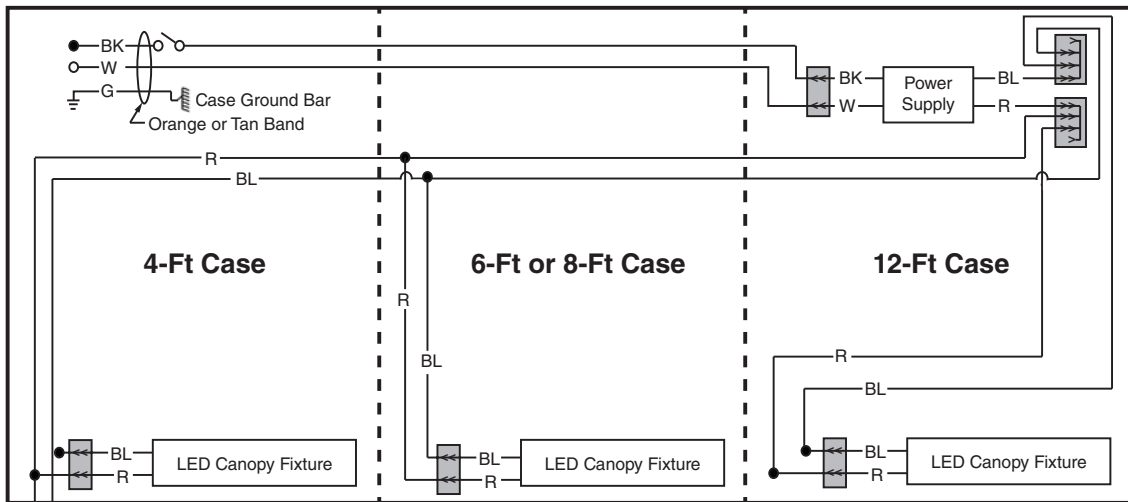 BK
W
G
Case Ground Bar
Orange or Tan Band
BK
W
Power
Supply
BL
R
R
BL
4-Ft Case
6-Ft or 8-Ft Case
12-Ft Case
R
BL
R
BL
BL
R
LED Canopy Fixture
BL
R
LED Canopy Fixture
BL
R
LED Canopy Fixture